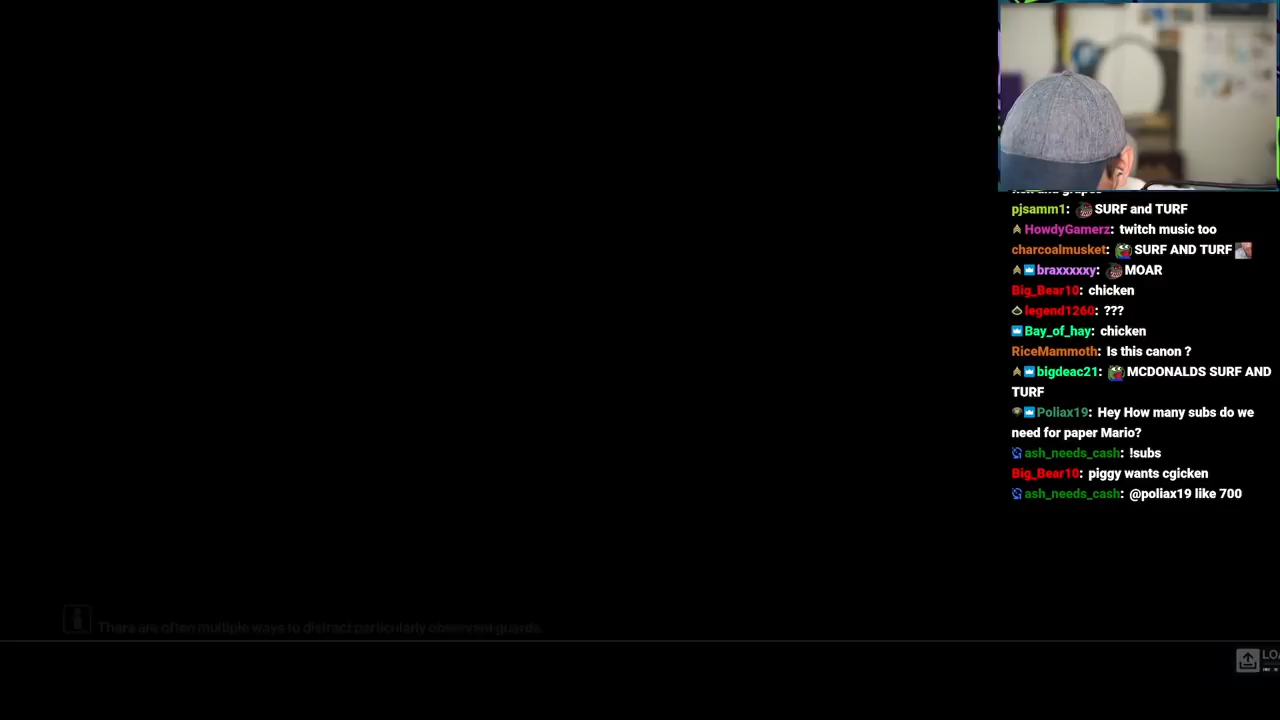 pjsamm1: SURF and TURF
HowdyGamerz: twitch music too
charcoalmusket: SURF AND TURF
braxxxxxy: MOAR
Big_Bear10: chicken
legend1260: ???
Bay_of_hay: chicken
RiceMammoth: Is this canon ?
bigdeac21: MCDONALDS SURF AND
TURF
Poliax19: Hey How many subs do we
need for paper Mario?
ash_needs_cash: !subs
Big_Bear10: piggy wants cgicken
ash_needs_cash: @poliax19 like 700
There are often multiple ways to distract particularly observant guards.